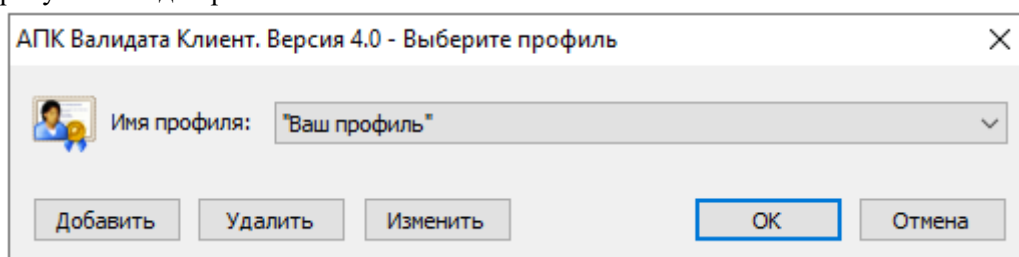 АПК Валидата Клиент. Версия 4.0 - Выберите профиль
Имя профиля: "Ваш профиль"
Добавить Удалить Изменить ОК Отмена